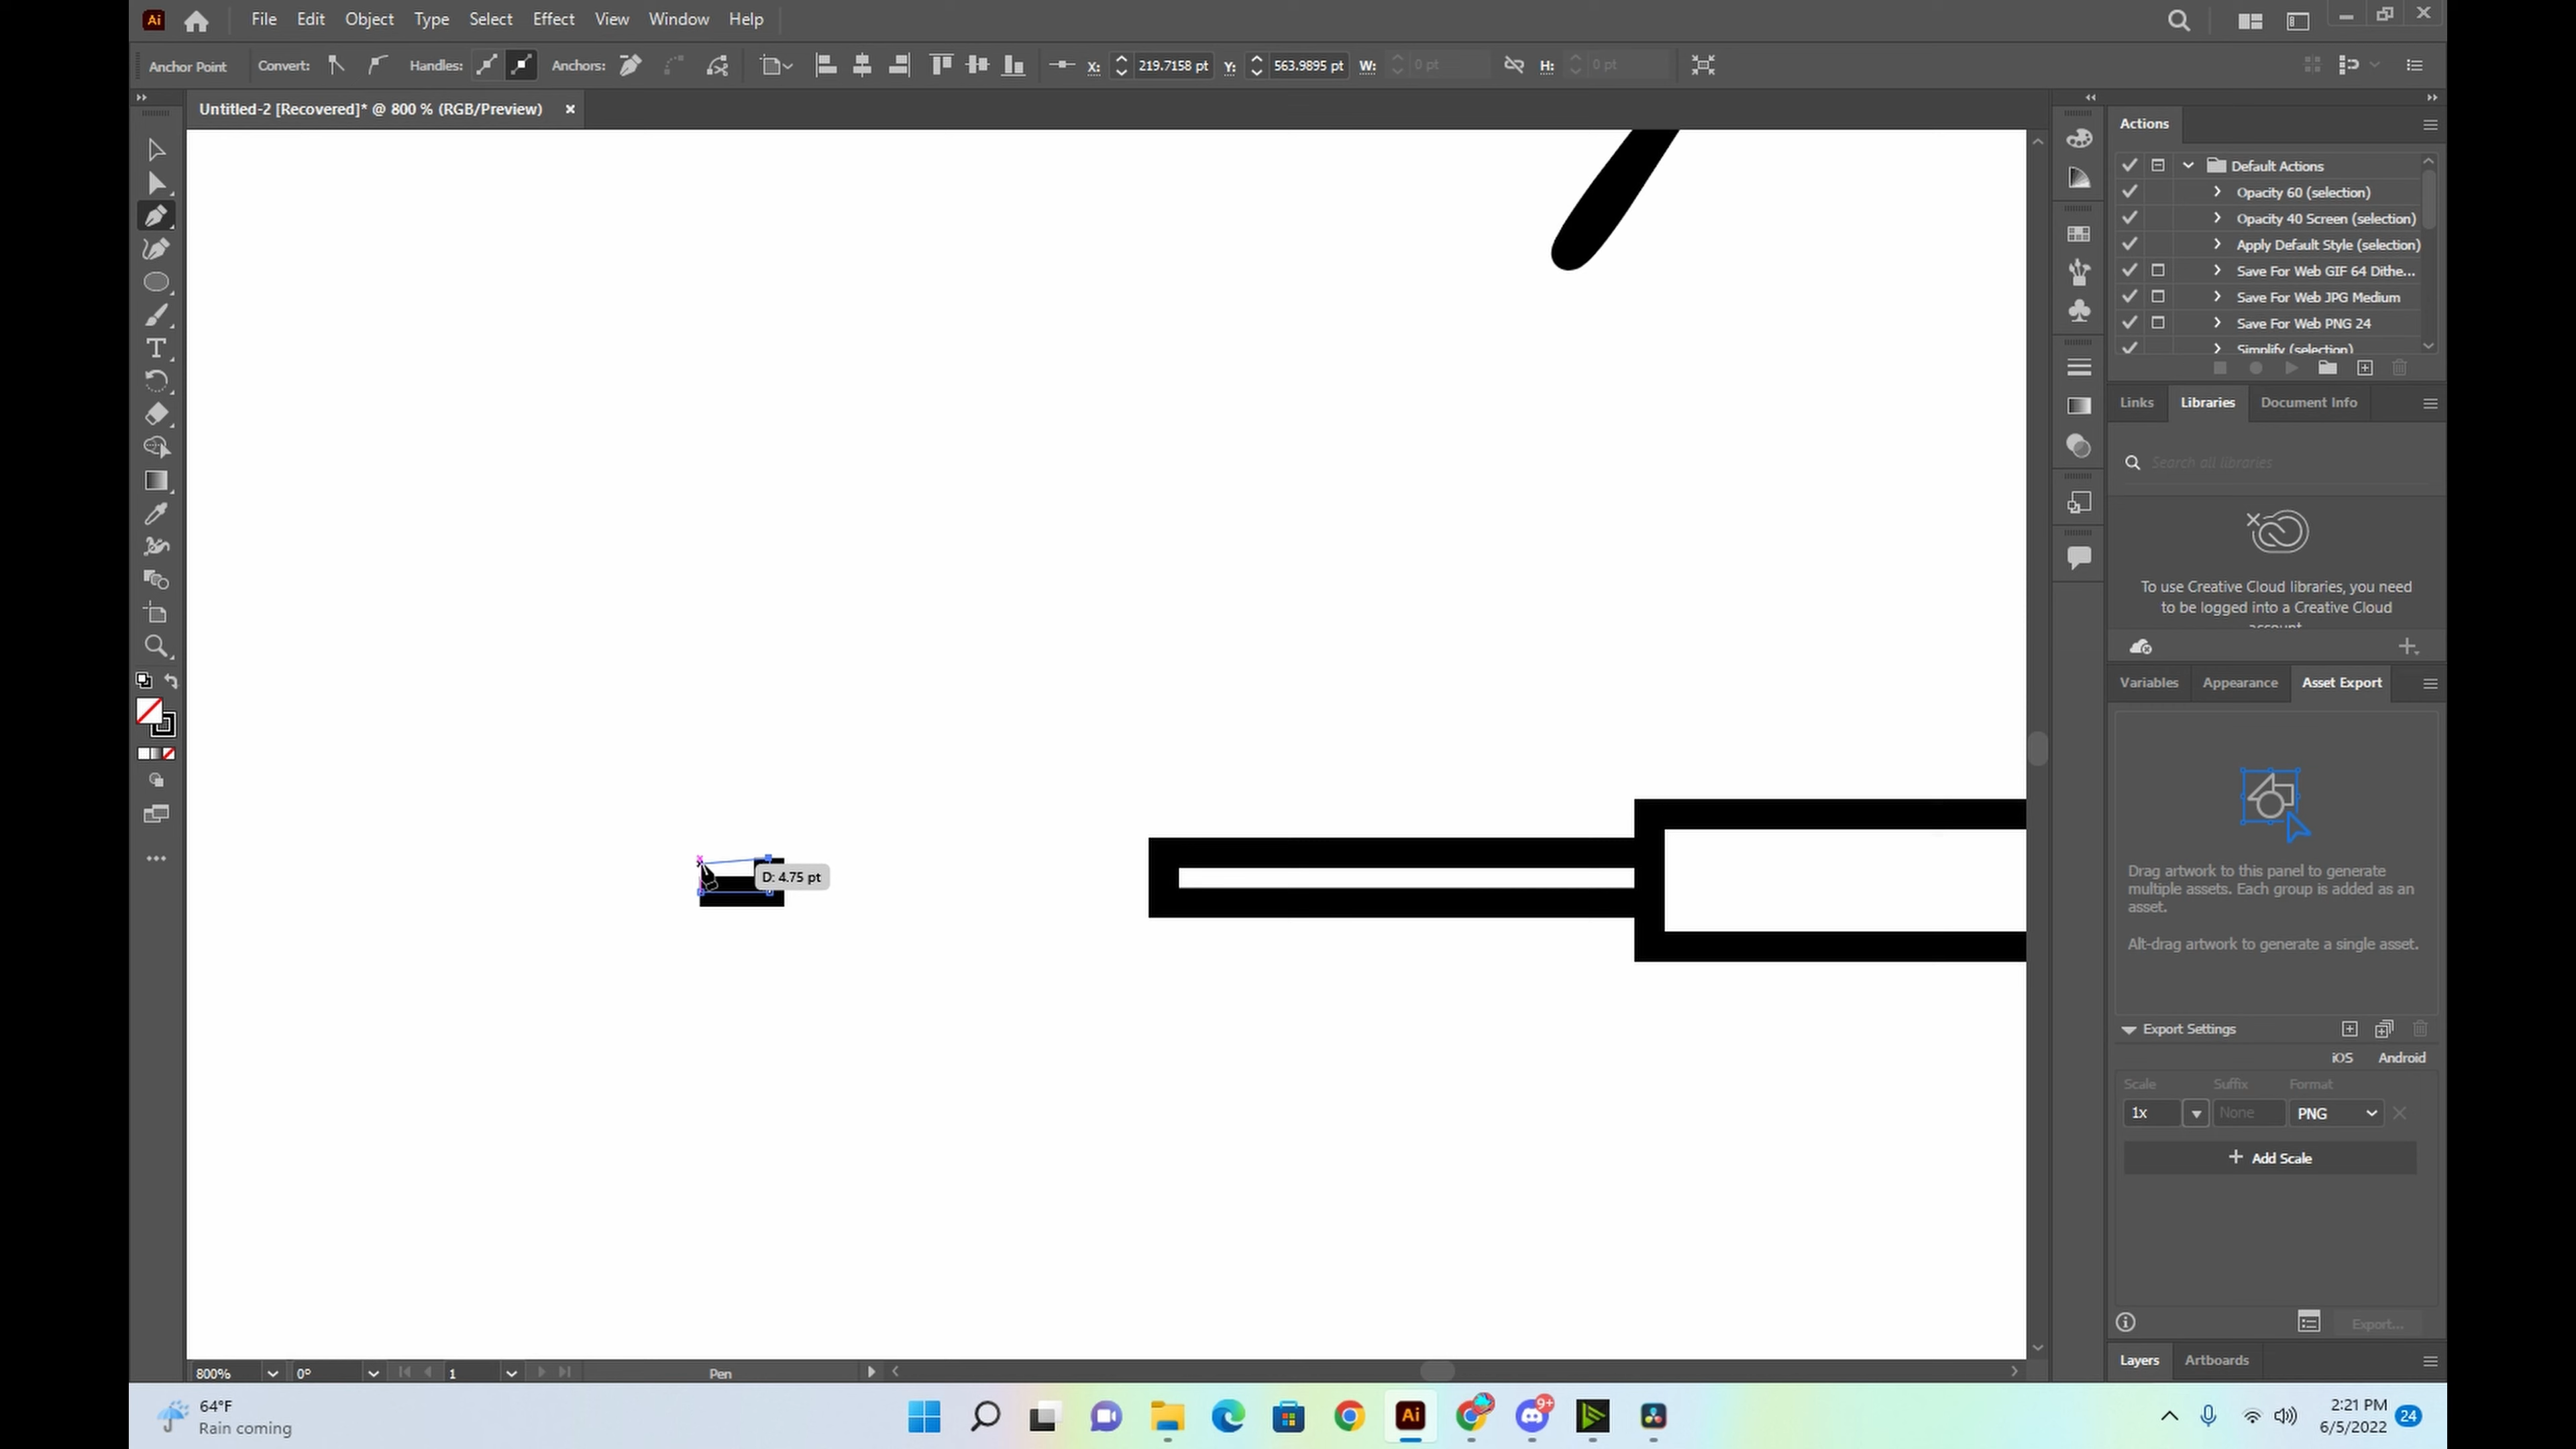 Ai File Edit Object Type Select Effect View Window Help
Anchor Point Convert: Handles: Anchors: X: 219.7158 pt Y: 563.9895 pt W: 0 pt H: 0 pt
Untitled-2 [Recovered]* @ 800 % (RGB/Preview) ×
Actions
Default Actions
Opacity 60 (selection)
Opacity 40 Screen (selection)
Apply Default Style (selection)
Save For Web GIF 64 Dithe...
Save For Web JPG Medium
Save For Web PNG 24
Simplify (selection)
Links Libraries Document Info
Search all libraries
To use Creative Cloud libraries, you need
to be logged into a Creative Cloud
account
Variables Appearance Asset Export
D: 4.75 pt
Drag artwork to this panel to generate
multiple assets. Each group is added as an
asset.
Alt-drag artwork to generate a single asset.
Export Settings
iOS Android
Scale Suffix Format
1x None PNG
+ Add Scale
Export...
Layers Artboards
800% 0° 1 Pen
64°F
Rain coming
Ai 9+
2:21 PM
6/5/2022 24